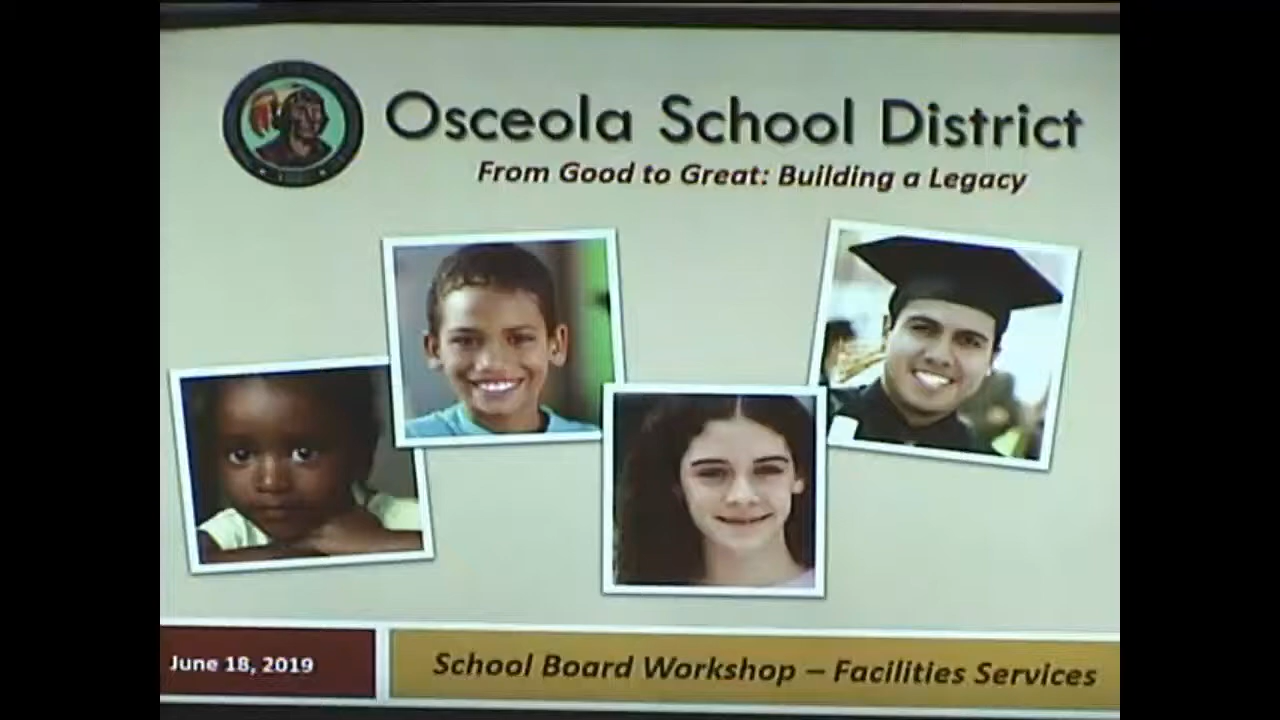 Osceola School District
From Good to Great: Building a Legacy
June 18, 2019
School Board Workshop – Facilities Services